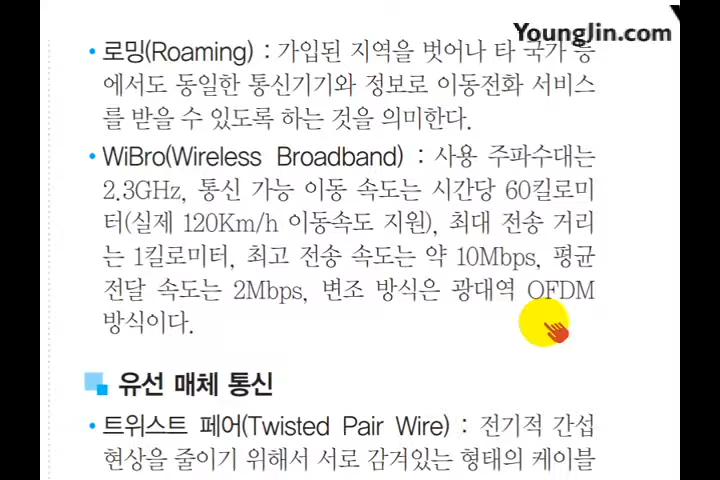 YoungJin.com
• 로밍(Roaming) : 가입된 지역을 벗어나 타 국가 등
에서도 동일한 통신기기와 정보로 이동전화 서비스
를 받을 수 있도록 하는 것을 의미한다.
• WiBro(Wireless Broadband) : 사용 주파수대는
2.3GHz, 통신 가능 이동 속도는 시간당 60킬로미
터(실제 120Km/h 이동속도 지원), 최대 전송 거리
는 1킬로미터, 최고 전송 속도는 약 10Mbps, 평균
전달 속도는 2Mbps, 변조 방식은 광대역 OFDM
방식이다.
유선 매체 통신
• 트위스트 페어(Twisted Pair Wire) : 전기적 간섭
현상을 줄이기 위해서 서로 감겨있는 형태의 케이블